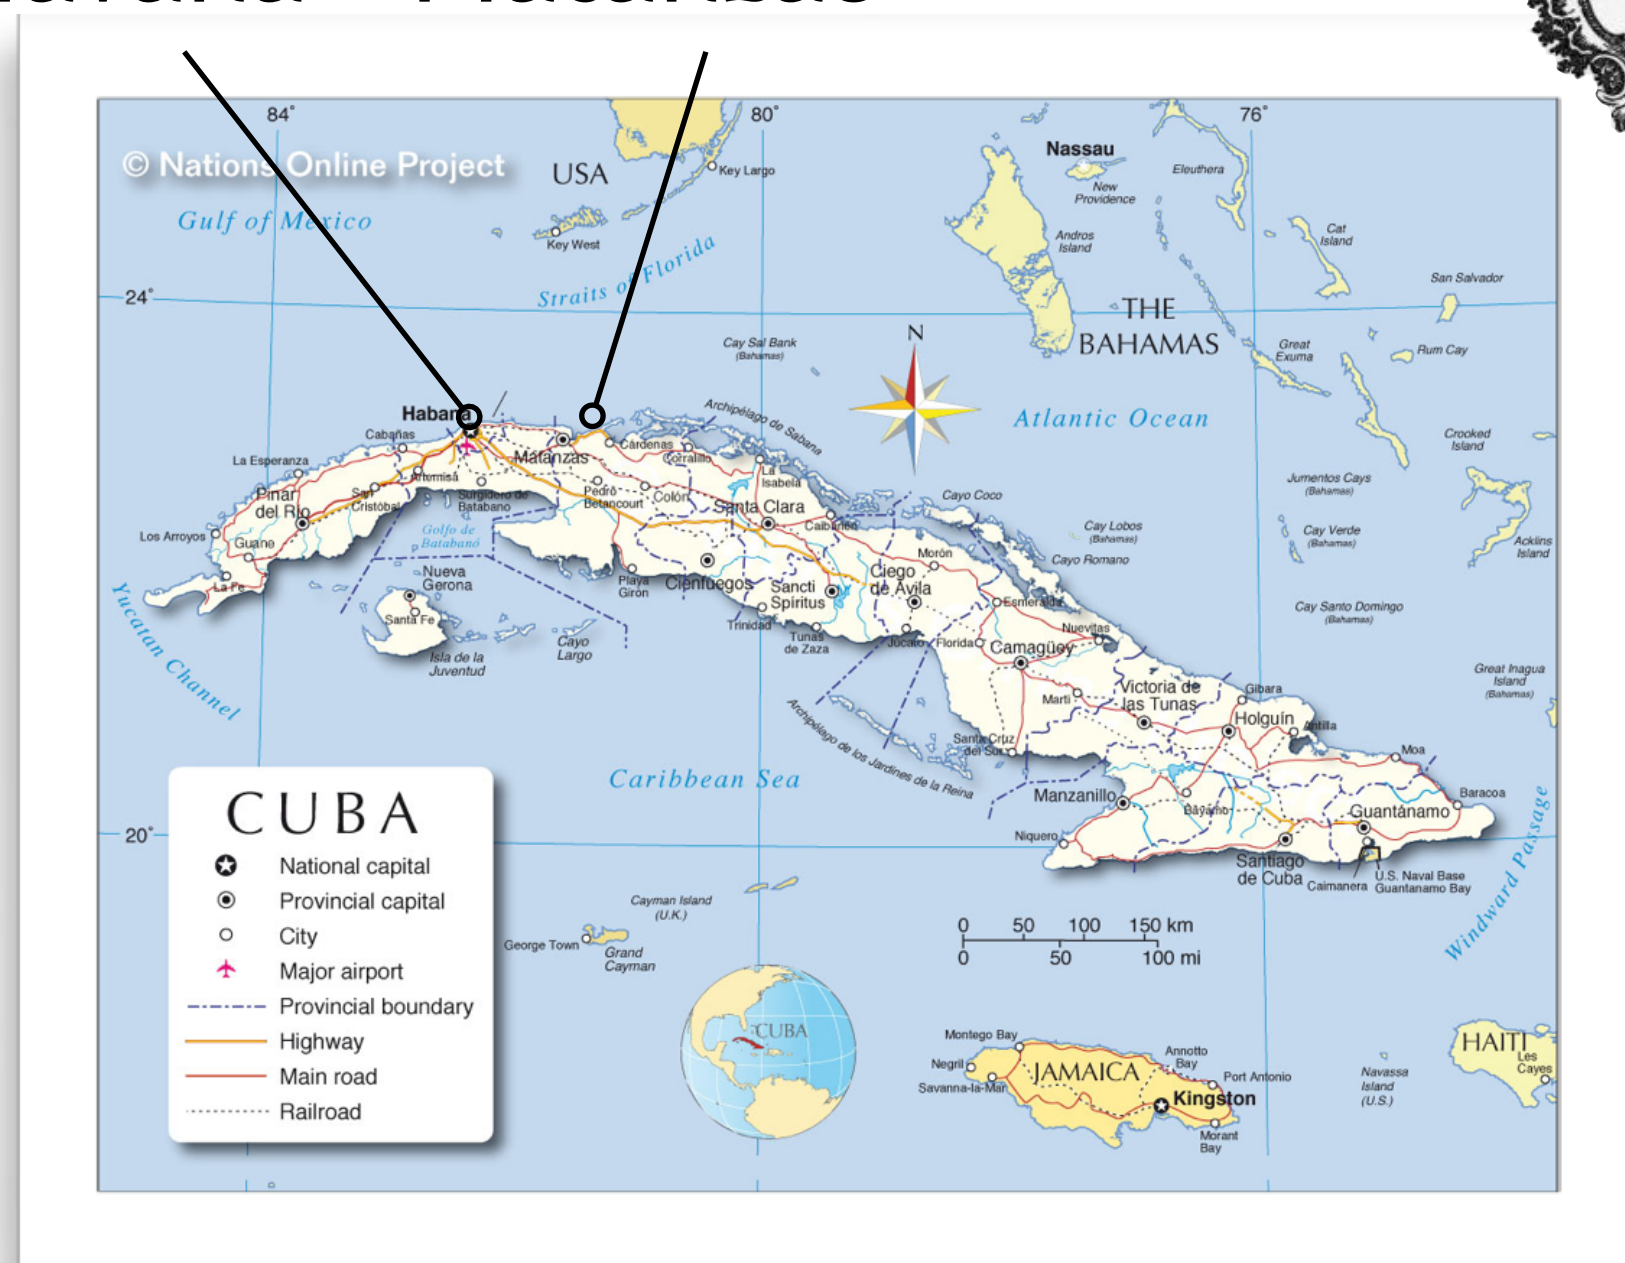 84°
80°
76°
© Nations Online Project
USA
Key Largo
Nassau
New
Providence
Eleuthera
Gulf of Mexico
Key West
Straits of Florida
Andros
Island
Cat
Island
San Salvador
24°
THE
BAHAMAS
N
Cay Sal Bank
(Bahamas)
Great
Exuma
Rum Cay
Atlantic Ocean
Habana
Archipélago de Sabana
Cabañas
Matanzas
Cárdenas
Corralillo
Crooked
Island
La Esperanza
Artemisa
La
Isabela
Jumentos Cays
(Bahamas)
Pinar
del Río
San
Cristóbal
Surgidero de
Batabano
Pedro
Betancourt
Colón
Santa Clara
Cayo Coco
Caibarién
Cay Lobos
(Bahamas)
Cay Verde
(Bahamas)
Acklins
Island
Los Arroyos
Guane
Golfo de
Batabanó
Morón
Cayo Romano
La Fe
Nueva
Gerona
Playa
Girón
Cienfuegos
Sancti
Spíritus
Ciego
de Ávila
Esmeralda
Cay Santo Domingo
(Bahamas)
Yucatan Channel
Santa Fe
Trinidad
Tunas
de Zaza
Júcaro
Florida
Camagüey
Nuevitas
Isla de la
Juventud
Cayo
Largo
Great Inagua
Island
(Bahamas)
Martí
Victoria de
las Tunas
Gibara
Holguín
Antilla
Archipélago de los Jardines de la Reina
Santa Cruz
del Sur
Moa
Caribbean Sea
Manzanillo
Bayamo
Guantánamo
Baracoa
20°
Niquero
Santiago
de Cuba
Caimanera
U.S. Naval Base
Guantanamo Bay
Windward Passage
CUBA
National capital
Provincial capital
City
Major airport
Provincial boundary
Highway
Main road
Railroad
Cayman Island
(U.K.)
George Town
Grand
Cayman
0 50 100 150 km
0 50 100 mi
CUBA
Montego Bay
Negril
Savanna-la-Mar
JAMAICA
Annotto
Bay
Port Antonio
Kingston
Morant
Bay
Navassa
Island
(U.S.)
HAITI
Les
Cayes